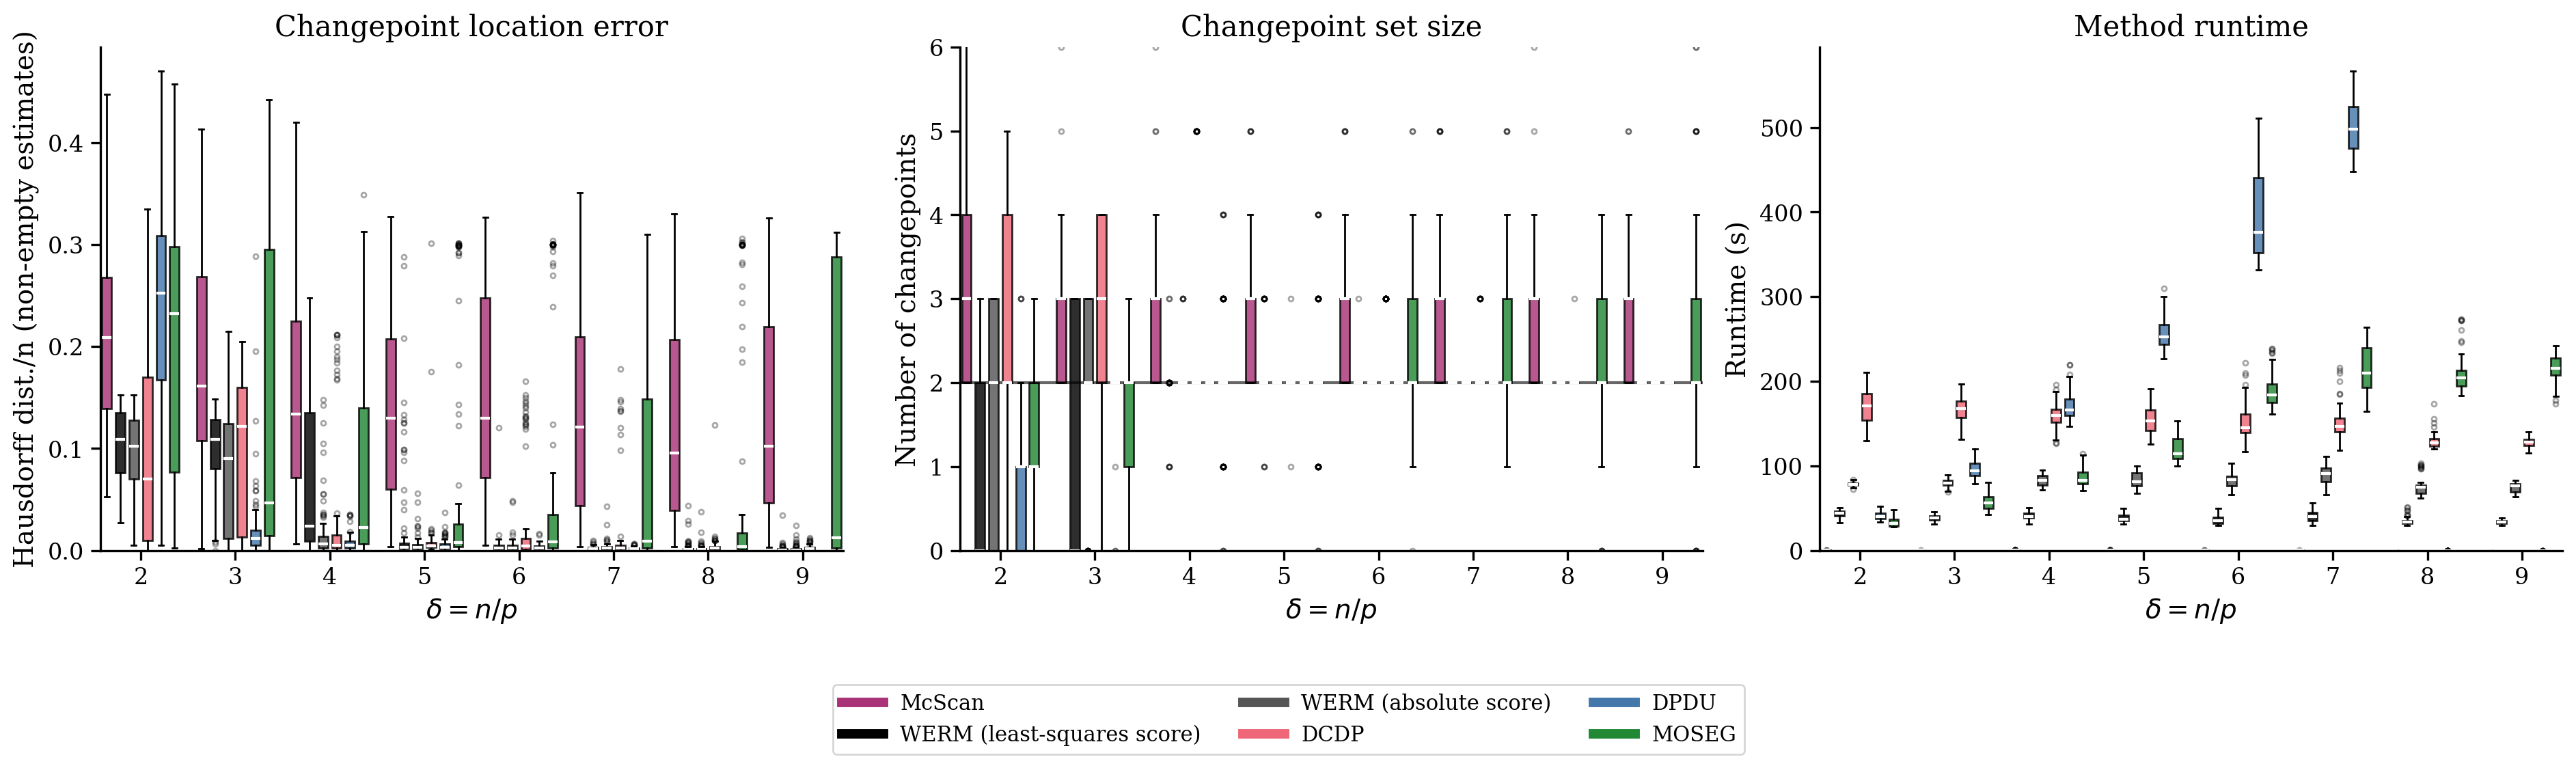 Changepoint location error
Hausdorff dist./n (non-empty estimates)
0.4
0.3
0.2
0.1
0.0
2 3 4 5 6 7 8 9
δ = n/p
Changepoint set size
Number of changepoints
6
5
4
3
2
1
0
2 3 4 5 6 7 8 9
δ = n/p
Method runtime
Runtime (s)
500
400
300
200
100
0
2 3 4 5 6 7 8 9
δ = n/p
McScan
WERM (least-squares score)
WERM (absolute score)
DCDP
DPDU
MOSEG